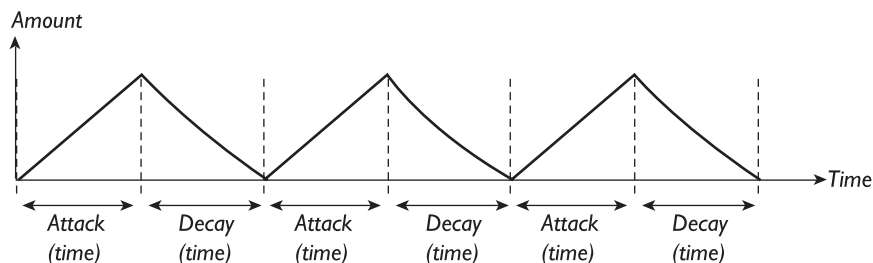 Amount
Time
Attack Decay Attack Decay Attack Decay
(time) (time) (time) (time) (time) (time)